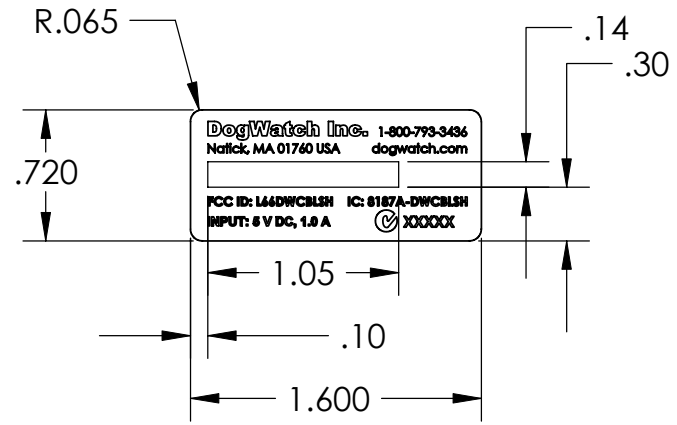 R.065
.14
.30
DogWatch Inc. 1-800-793-3436
Natick, MA 01760 USA dogwatch.com
.720
FCC ID: L66DWCBLSH IC: 8187A-DWCBLSH
INPUT: 5 V DC, 1.0 A XXXXX
1.05
.10
1.600